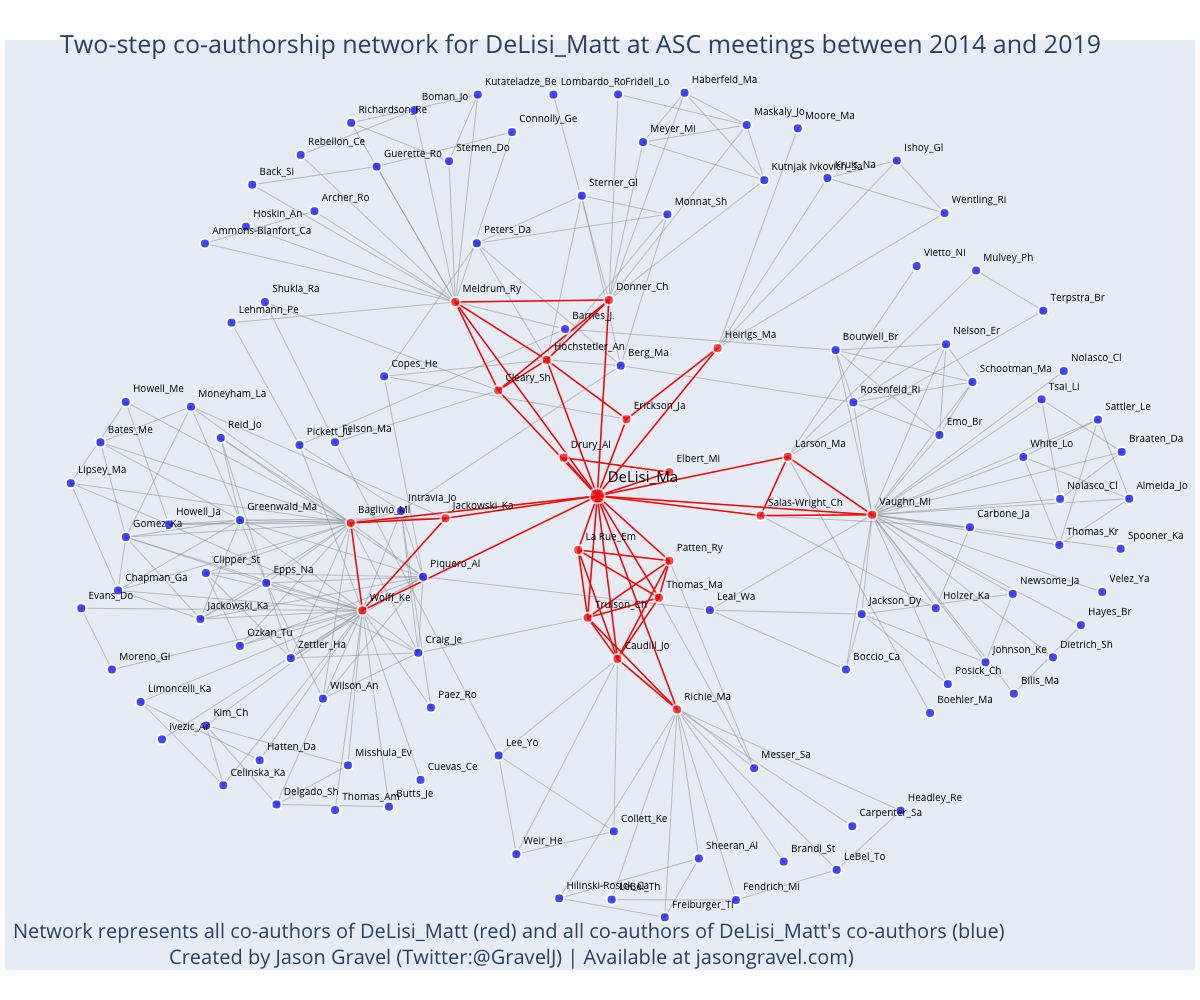 Two-step co-authorship network for DeLisi_Matt at ASC meetings between 2014 and 2019
Kutateladze_Be
Lombardo_Ro
Fridell_Lo
Haberfeld_Ma
Boman_Jo
Richardson_Re
Connolly_Ge
Maskaly_Jo
Moore_Ma
Meyer_Mi
Rebellon_Ce
Guerette_Ro
Stemen_Do
Ishoy_Gl
Kutnjak Ivkovich_Sa
Kruis_Na
Back_Si
Sterner_Gl
Archer_Ro
Monnat_Sh
Wentling_Ri
Hoskin_An
Ammons-Blanfort_Ca
Peters_Da
Vietto_Ni
Mulvey_Ph
Shukla_Ra
Meldrum_Ry
Donner_Ch
Terpstra_Br
Lehmann_Pe
Barnes_J.
Heirigs_Ma
Boutwell_Br
Nelson_Er
Hochstetler_An
Berg_Ma
Nolasco_Cl
Copes_He
Cleary_Sh
Schootman_Ma
Howell_Me
Moneyham_La
Rosenfeld_Ri
Tsai_Li
Erickson_Ja
Sattler_Le
Bates_Me
Reid_Jo
Pickett_Ju
Felson_Ma
Emo_Br
Drury_Al
Larson_Ma
White_Lo
Braaten_Da
Elbert_Mi
Lipsey_Ma
DeLisi_Ma
Intravia_Jo
Jackowski_Ka
Salas-Wright_Ch
Vaughn_Mi
Nolasco_Cl
Almeida_Jo
Howell_Ja
Greenwald_Ma
Baglivio_Mi
Gomez_Ka
Carbone_Ja
La Rue_Em
Thomas_Kr
Spooner_Ka
Patten_Ry
Clipper_St
Epps_Na
Piquero_Al
Chapman_Ga
Thomas_Ma
Newsome_Ja
Velez_Ya
Evans_Do
Jackowski_Ka
Wolff_Ke
Trulson_Ch
Leal_Wa
Jackson_Dy
Holzer_Ka
Hayes_Br
Ozkan_Tu
Zettler_Ha
Craig_Je
Caudill_Jo
Moreno_Gi
Boccio_Ca
Johnson_Ke
Dietrich_Sh
Posick_Ch
Limoncelli_Ka
Wilson_An
Paez_Ro
Richie_Ma
Boehler_Ma
Bills_Ma
Kim_Ch
Ivezic_Ar
Lee_Yo
Hatten_Da
Misshula_Ev
Messer_Sa
Celinska_Ka
Cuevas_Ce
Delgado_Sh
Thomas_Am
Butts_Je
Headley_Re
Carpenter_Sa
Collett_Ke
Weir_He
Sheeran_Al
Brandl_St
LeBel_To
Hilinski-Rosick_Ca
LeBel_Th
Fendrich_Mi
Freiburger_Ti
Network represents all co-authors of DeLisi_Matt (red) and all co-authors of DeLisi_Matt's co-authors (blue)
Created by Jason Gravel (Twitter:@GravelJ) | Available at jasongravel.com)